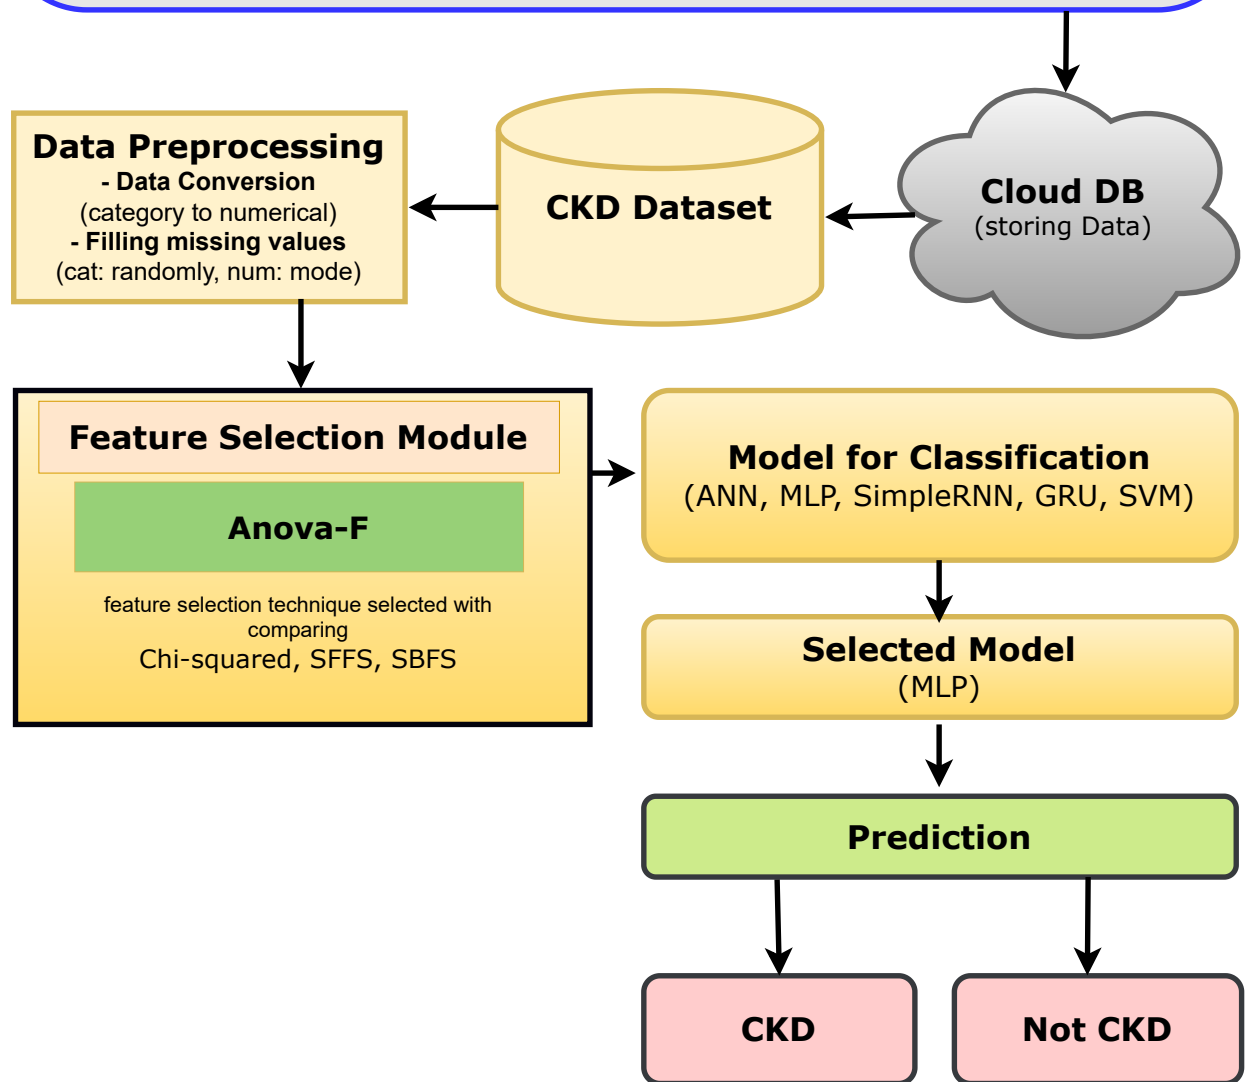 Data Preprocessing
- Data Conversion
(category to numerical)
- Filling missing values
(cat: randomly, num: mode)
CKD Dataset
Cloud DB
(storing Data)
Feature Selection Module
Anova-F
feature selection technique selected with
comparing
Chi-squared, SFFS, SBFS
Model for Classification
(ANN, MLP, SimpleRNN, GRU, SVM)
Selected Model
(MLP)
Prediction
CKD
Not CKD